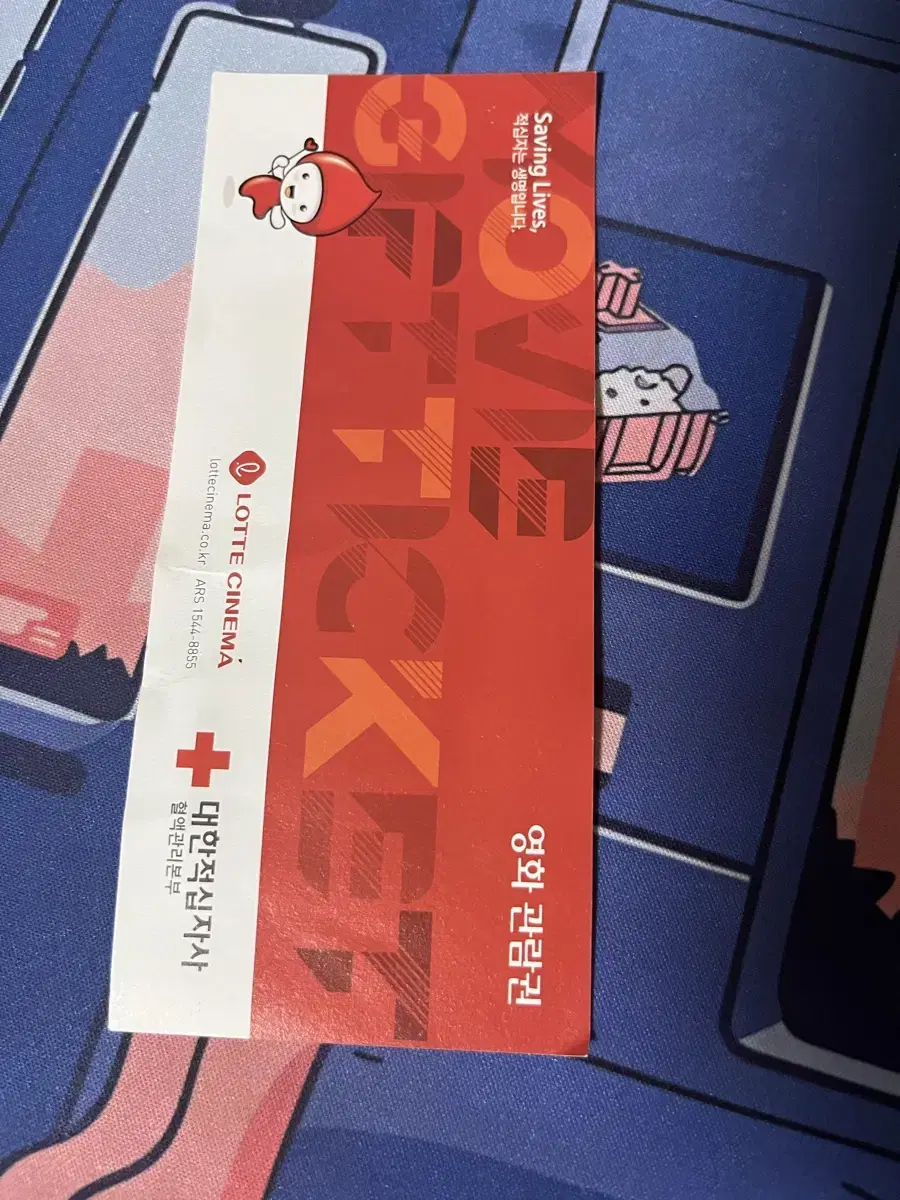 Saving Lives,
적십자는 생명입니다.
영화 관람권
MOVIE
GIFT TICKET
LOTTE CINEMA
lottecinema.co.kr ARS 1544-8855
대한적십자사
혈액관리본부